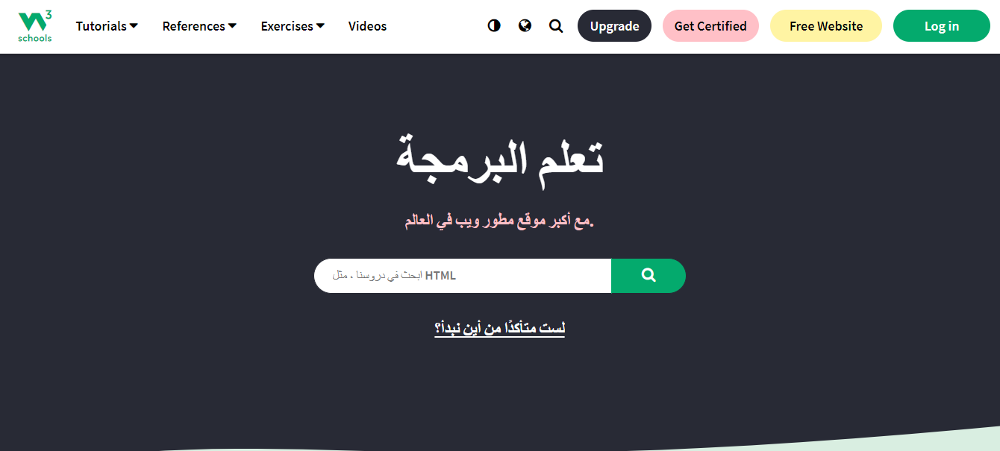 W3 schools
Tutorials References Exercises Videos Upgrade Get Certified Free Website Log in
تعلم البرمجة
مع أكبر موقع مطور ويب في العالم.
ابحث في دروسنا ، مثل HTML
لست متأكدًا من أين نبدأ؟